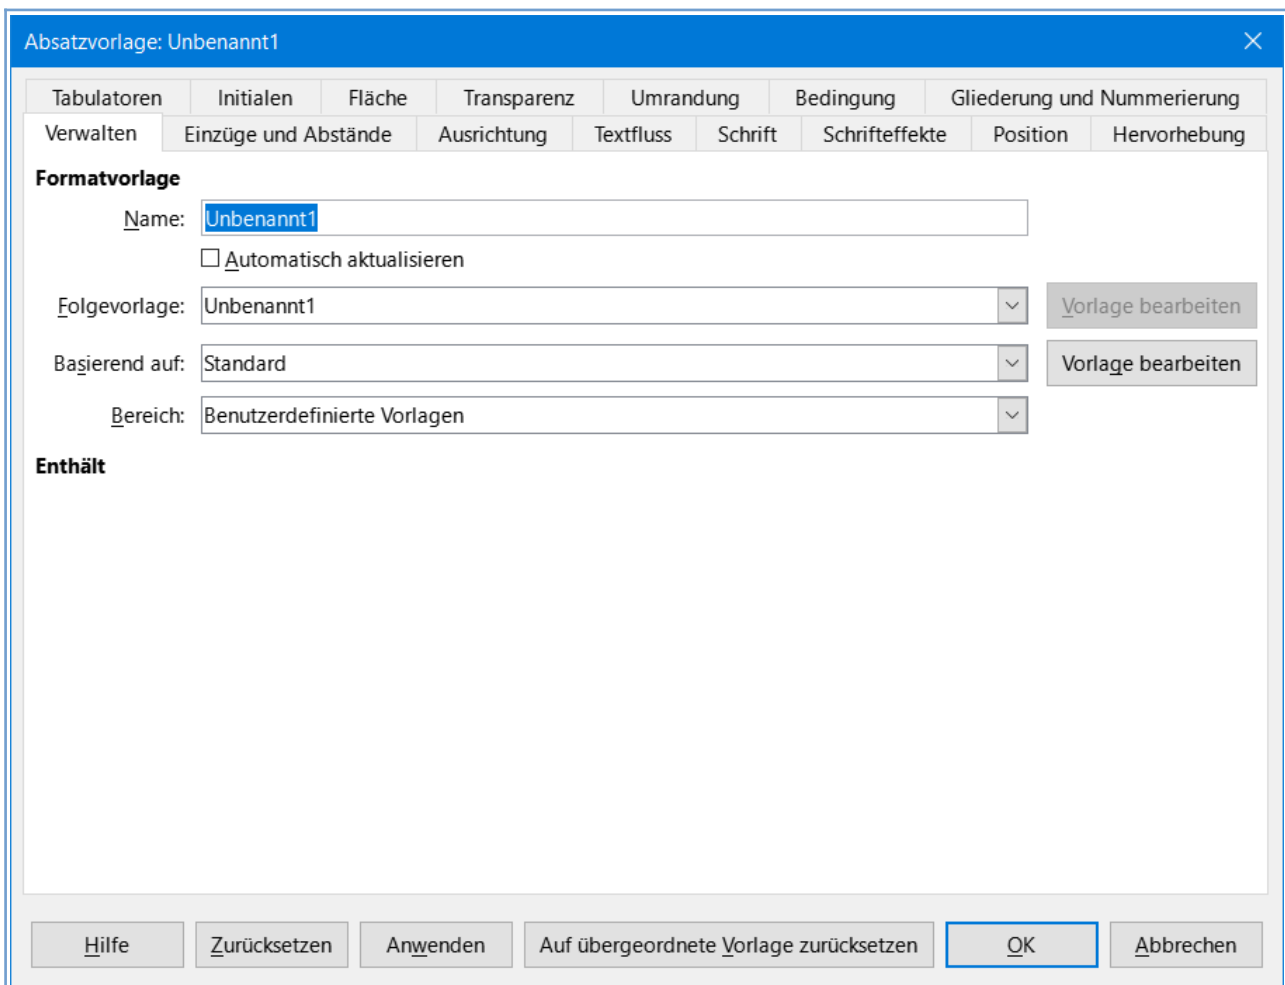 Absatzvorlage: Unbenannt1
Tabulatoren Initialen Fläche Transparenz Umrandung Bedingung Gliederung und Nummerierung
Verwalten Einzüge und Abstände Ausrichtung Textfluss Schrift Schrifteffekte Position Hervorhebung
Formatvorlage
Name: Unbenannt1
Automatisch aktualisieren
Folgevorlage: Unbenannt1 Vorlage bearbeiten
Basierend auf: Standard Vorlage bearbeiten
Bereich: Benutzerdefinierte Vorlagen
Enthält
Hilfe Zurücksetzen Anwenden Auf übergeordnete Vorlage zurücksetzen OK Abbrechen